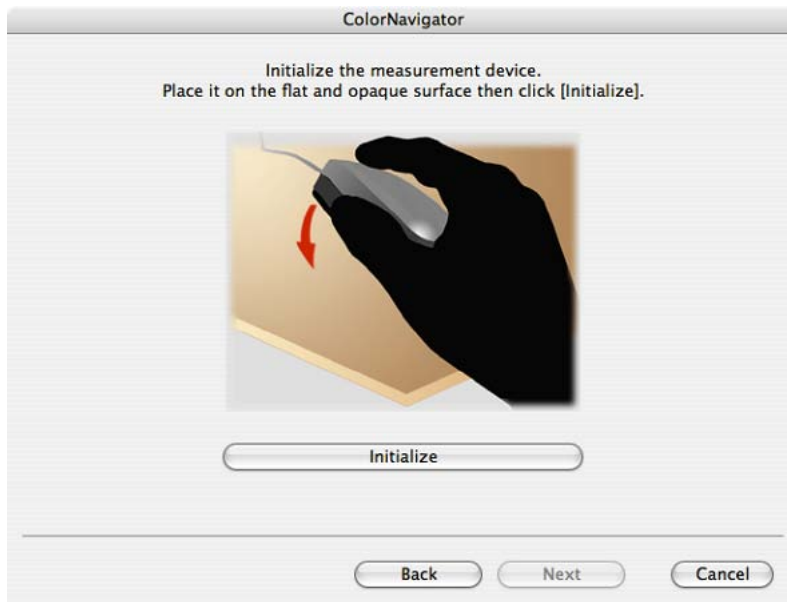 ColorNavigator
Initialize the measurement device.
Place it on the flat and opaque surface then click [Initialize].
Initialize
Back
Next
Cancel